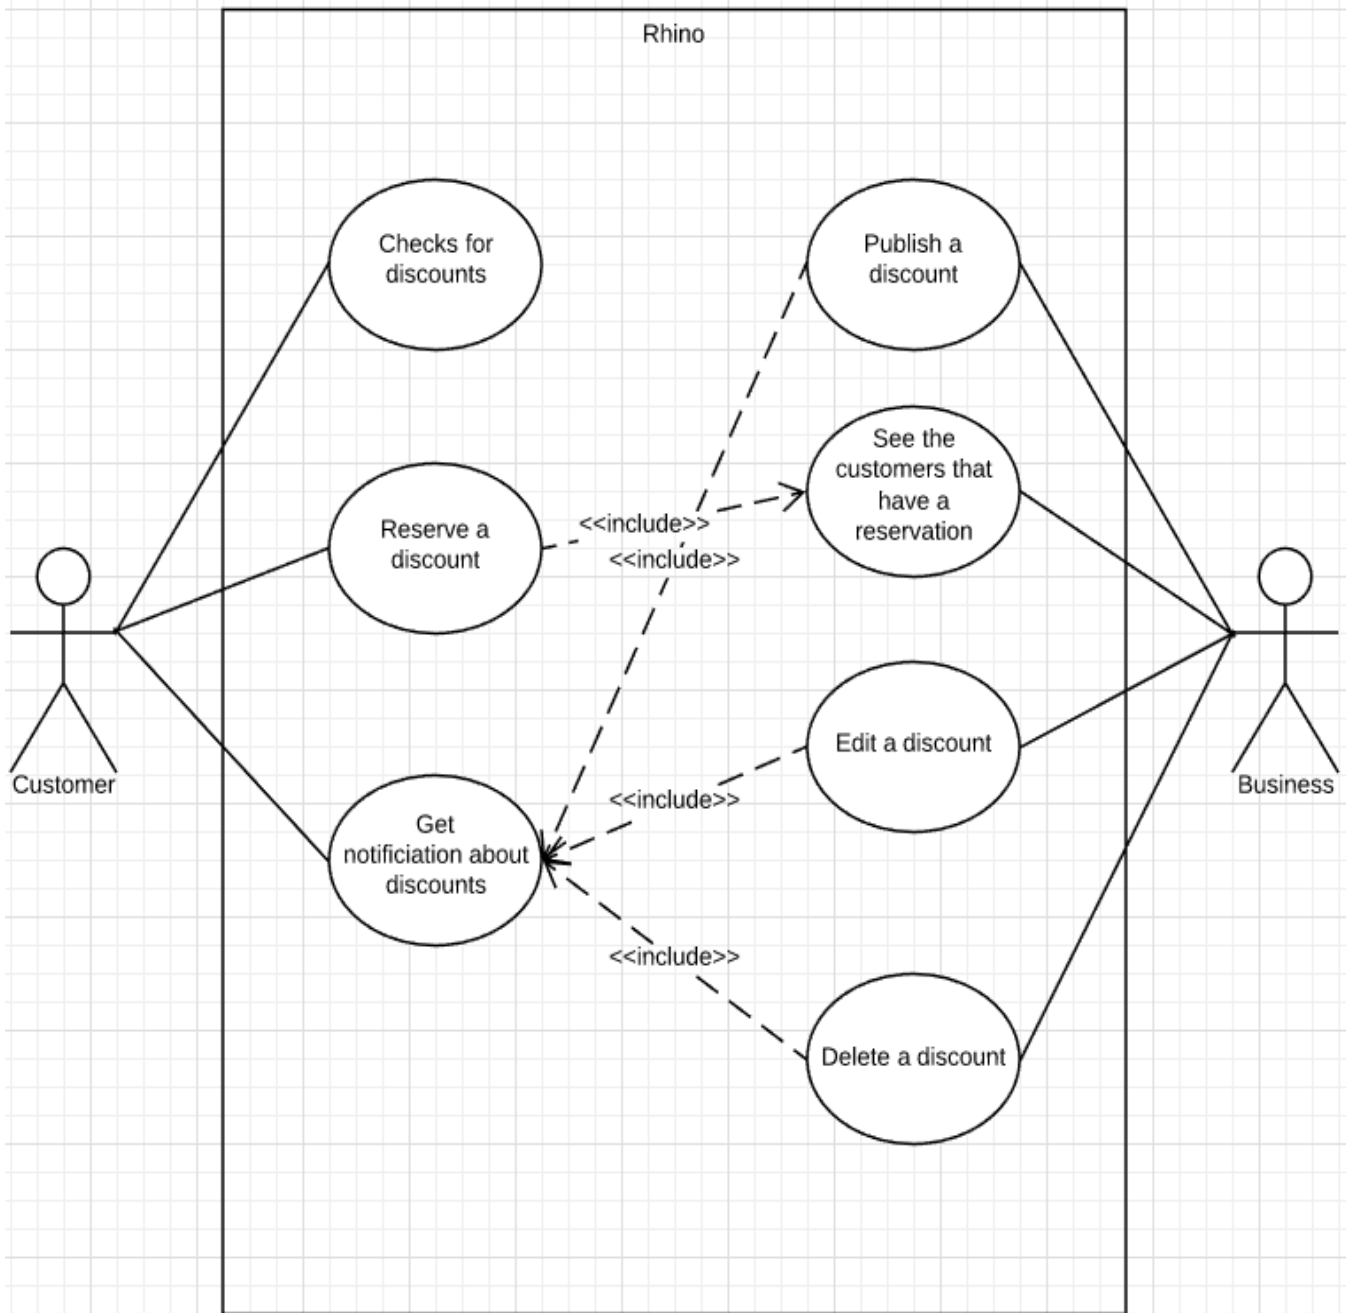 Rhino
Checks for
discounts
Publish a
discount
See the
customers that
have a
reservation
Reserve a
discount
<<include>>
<<include>>
Customer
Business
Edit a discount
<<include>>
Get
notificiation about
discounts
<<include>>
Delete a discount